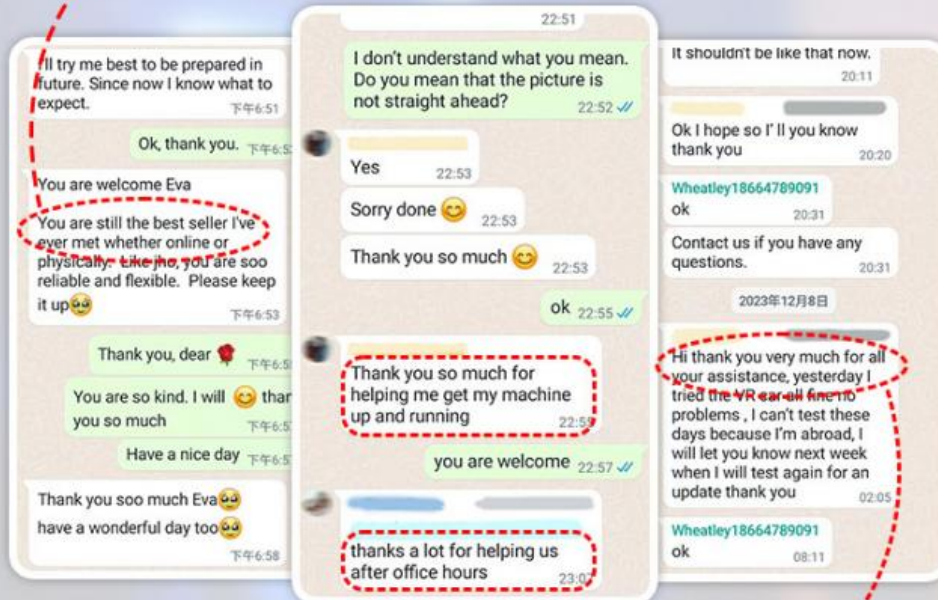 I'll try me best to be prepared in
future. Since now I know what to
expect.
下午6:51
Ok, thank you.
You are welcome Eva
You are still the best seller I've
ever met whether online or
physically. Like jho, you are soo
reliable and flexible. Please keep
it up🥹
下午6:53
Thank you, dear 🌹
You are so kind. I will 😊
you so much
Have a nice day
Thank you soo much Eva🥹
have a wonderful day too🥹
下午6:58
22:51
I don't understand what you mean.
Do you mean that the picture is
not straight ahead?
22:52
Yes
22:53
Sorry done 😊
22:53
Thank you so much 😊
22:53
ok
22:55
Thank you so much for
helping me get my machine
up and running
you are welcome
22:57
thanks a lot for helping us
after office hours
It shouldn't be like that now.
20:11
Ok I hope so I' ll you know
thank you
20:20
Wheatley18664789091
ok
20:31
Contact us if you have any
questions.
20:31
2023年12月8日
Hi thank you very much for all
your assistance, yesterday I
tried the VR car all fine no
problems , I can't test these
days because I'm abroad, I
will let you know next week
when I will test again for an
update thank you
02:05
Wheatley18664789091
ok
08:11